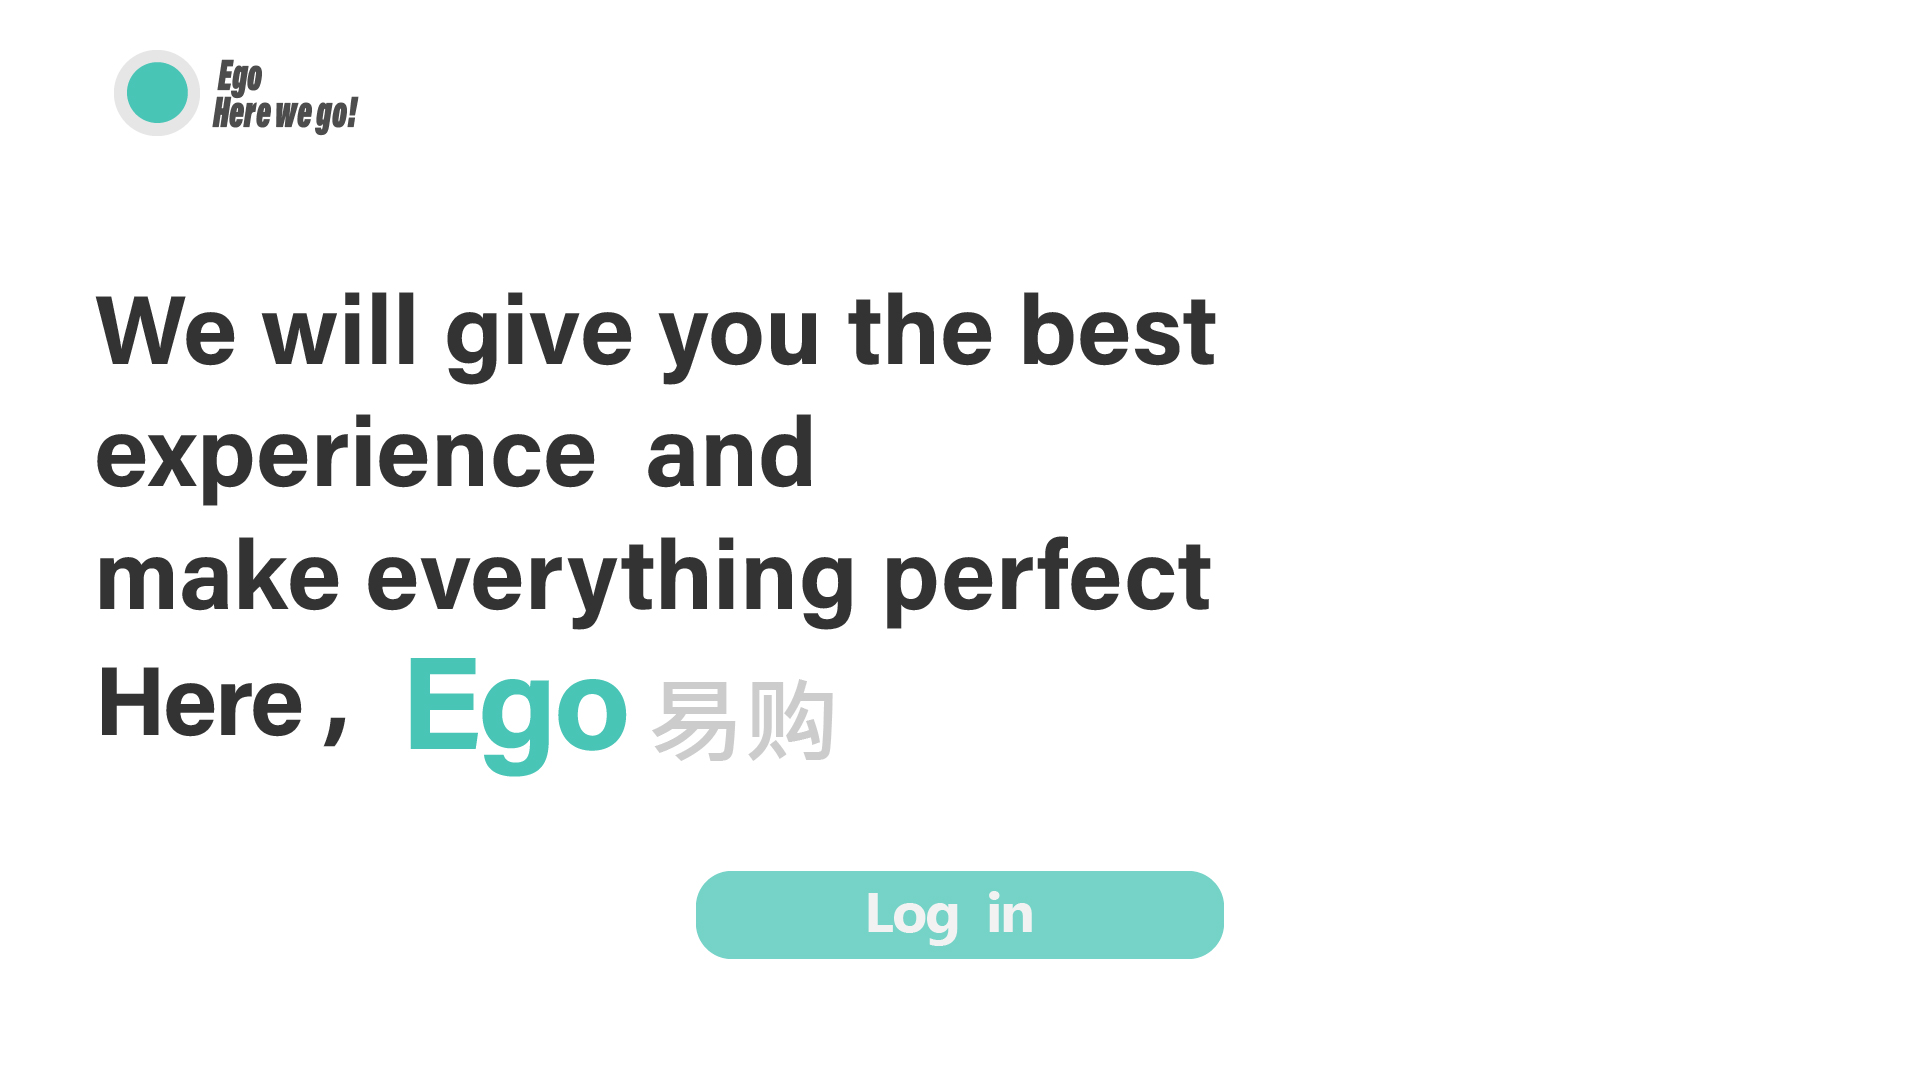 Ego
Here we go!
We will give you the best
experience and
make everything perfect
Here , Ego 易购
Log in